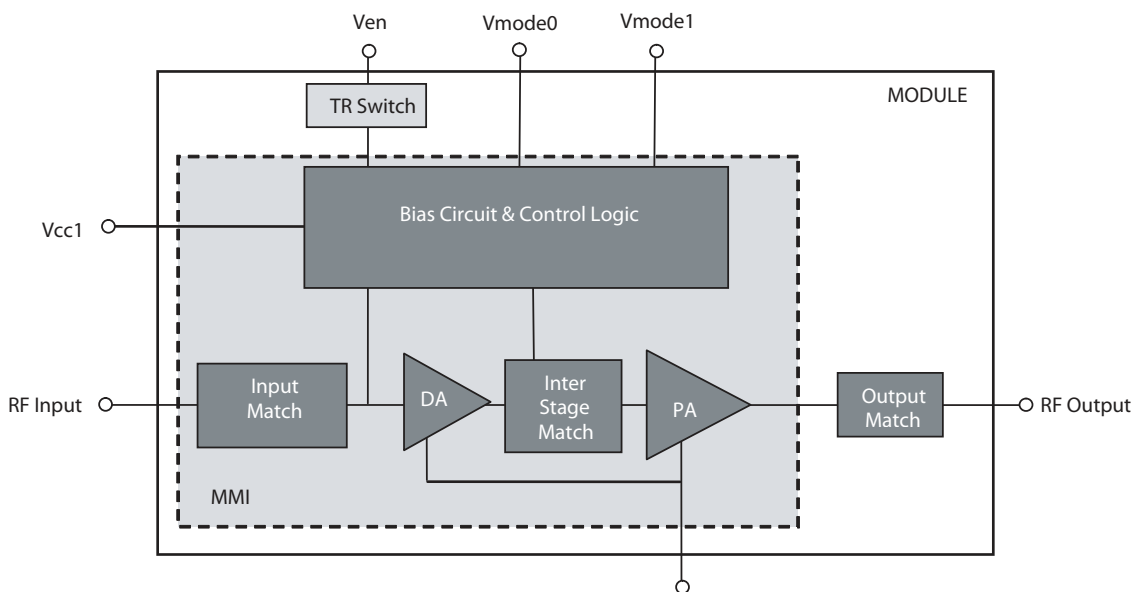 Ven
Vmode0
Vmode1
TR Switch
MODULE
Bias Circuit & Control Logic
Vcc1
RF Input
Input
Match
DA
Inter
Stage
Match
PA
Output
Match
RF Output
MMI